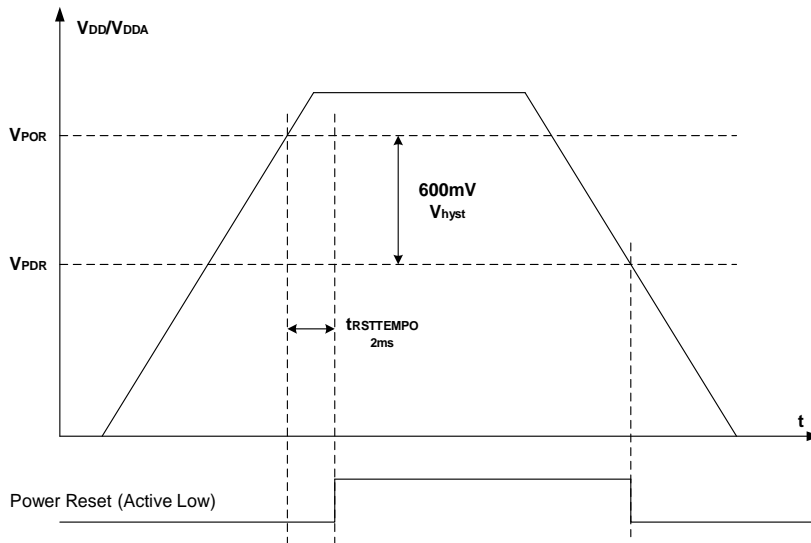 VDD/VDDA
VPOR
600mV
Vhyst
VPDR
tRSTTEMPO
2ms
t
Power Reset (Active Low)